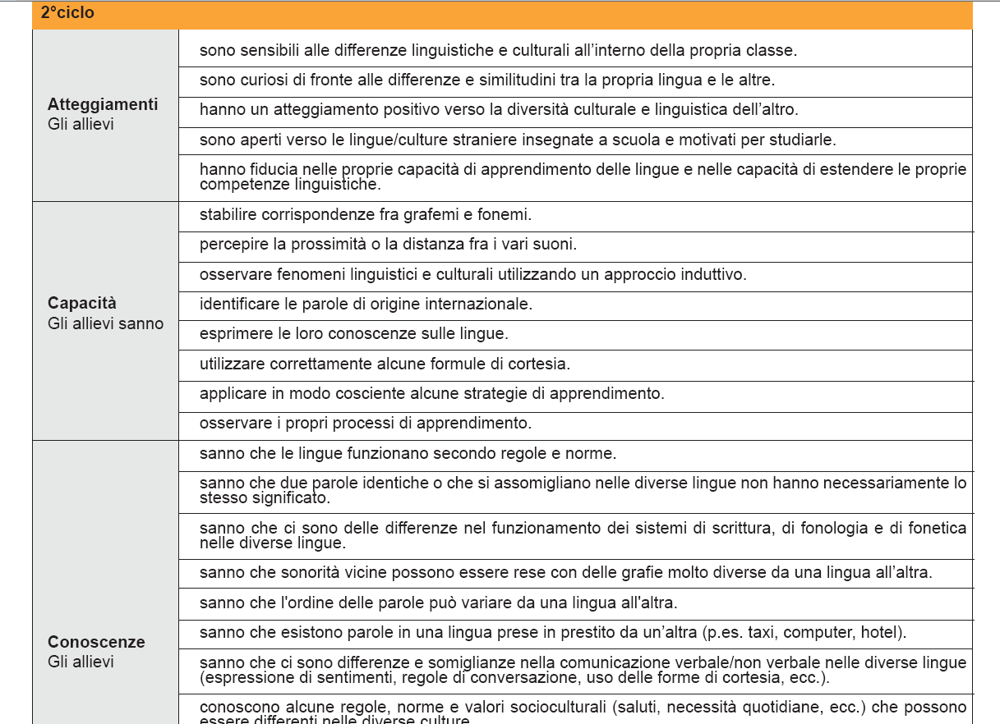 2°ciclo
Atteggiamenti
Gli allievi
sono sensibili alle differenze linguistiche e culturali all’interno della propria classe.
sono curiosi di fronte alle differenze e similitudini tra la propria lingua e le altre.
hanno un atteggiamento positivo verso la diversità culturale e linguistica dell’altro.
sono aperti verso le lingue/culture straniere insegnate a scuola e motivati per studiarle.
hanno fiducia nelle proprie capacità di apprendimento delle lingue e nelle capacità di estendere le proprie
competenze linguistiche.
Capacità
Gli allievi sanno
stabilire corrispondenze fra grafemi e fonemi.
percepire la prossimità o la distanza fra i vari suoni.
osservare fenomeni linguistici e culturali utilizzando un approccio induttivo.
identificare le parole di origine internazionale.
esprimere le loro conoscenze sulle lingue.
utilizzare correttamente alcune formule di cortesia.
applicare in modo cosciente alcune strategie di apprendimento.
osservare i propri processi di apprendimento.
Conoscenze
Gli allievi
sanno che le lingue funzionano secondo regole e norme.
sanno che due parole identiche o che si assomigliano nelle diverse lingue non hanno necessariamente lo
stesso significato.
sanno che ci sono delle differenze nel funzionamento dei sistemi di scrittura, di fonologia e di fonetica
nelle diverse lingue.
sanno che sonorità vicine possono essere rese con delle grafie molto diverse da una lingua all’altra.
sanno che l'ordine delle parole può variare da una lingua all'altra.
sanno che esistono parole in una lingua prese in prestito da un’altra (p.es. taxi, computer, hotel).
sanno che ci sono differenze e somiglianze nella comunicazione verbale/non verbale nelle diverse lingue
(espressione di sentimenti, regole di conversazione, uso delle forme di cortesia, ecc.).
conoscono alcune regole, norme e valori socioculturali (saluti, necessità quotidiane, ecc.) che possono
essere differenti nelle diverse culture.